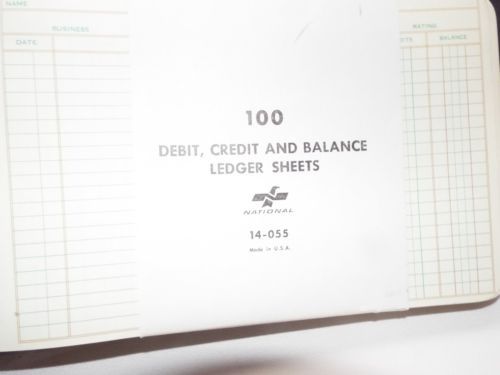 NAME
RATING
BUSINESS
DATE
BALANCE
100
DEBIT, CREDIT AND BALANCE
LEDGER SHEETS
NATIONAL
14-055
Made in U.S.A.